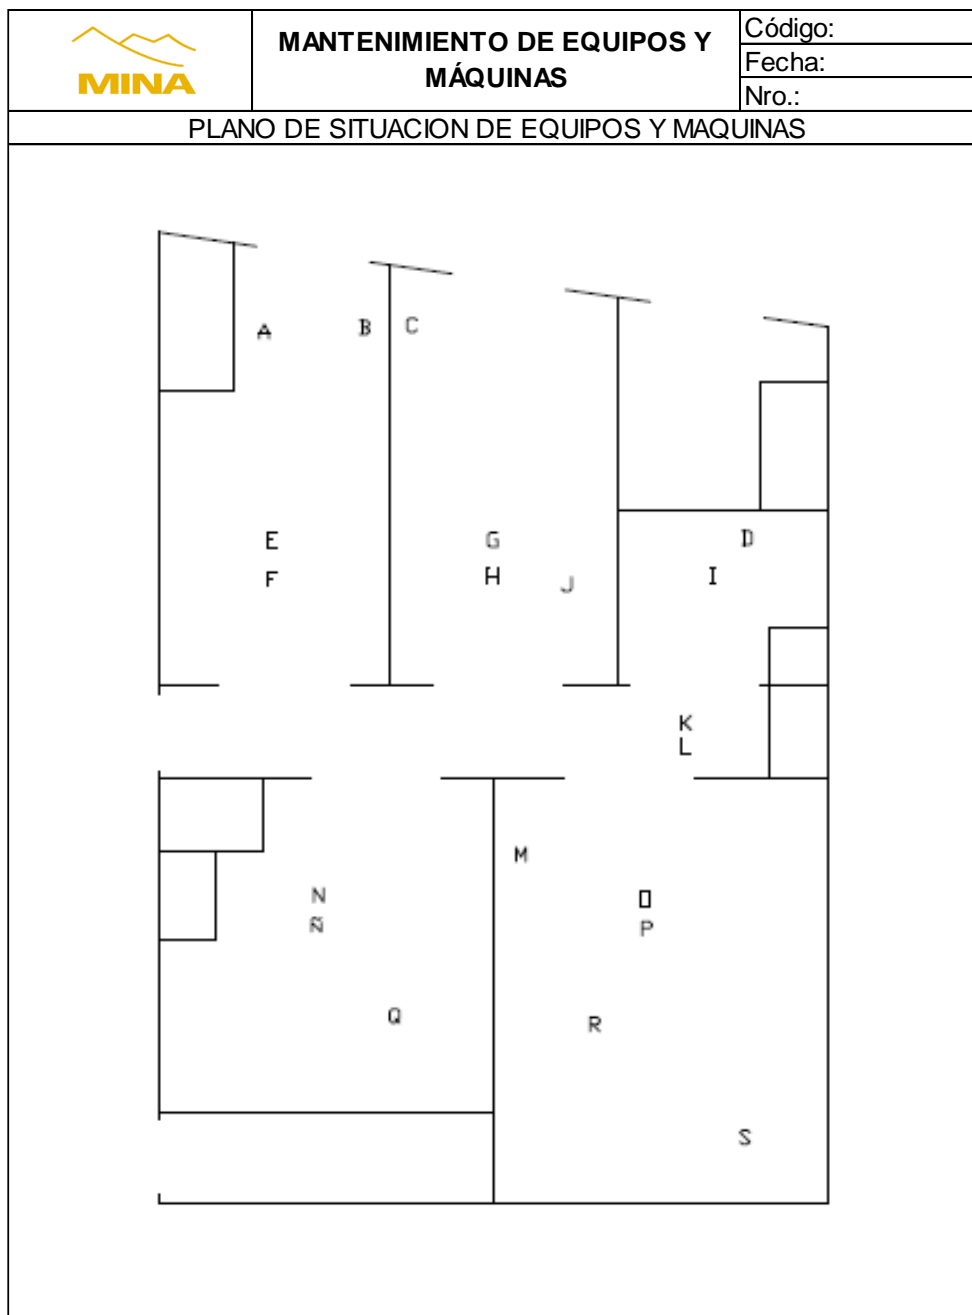 MINA
MANTENIMIENTO DE EQUIPOS Y
MÁQUINAS
Código:
Fecha:
Nro.:
PLANO DE SITUACION DE EQUIPOS Y MAQUINAS
A B C
E G D
F H J I
K
L
M
N O
Ñ P
Q R
S